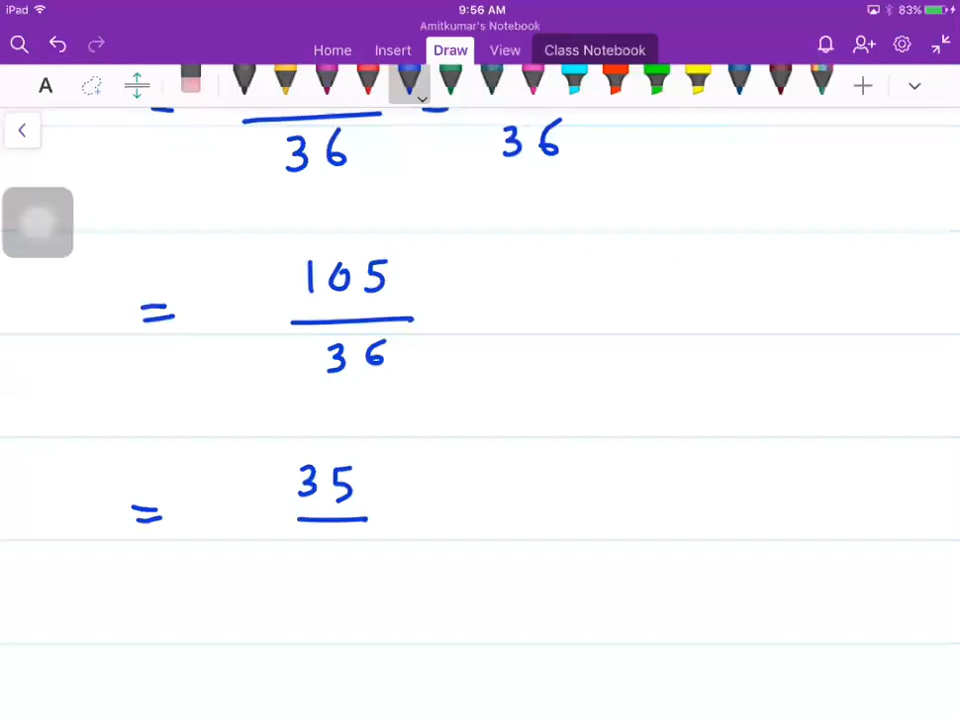 iPad 9:56 AM 83%
Amitkumar's Notebook
Home Insert Draw View Class Notebook
A
= =
36 36
105
=
36
35
=